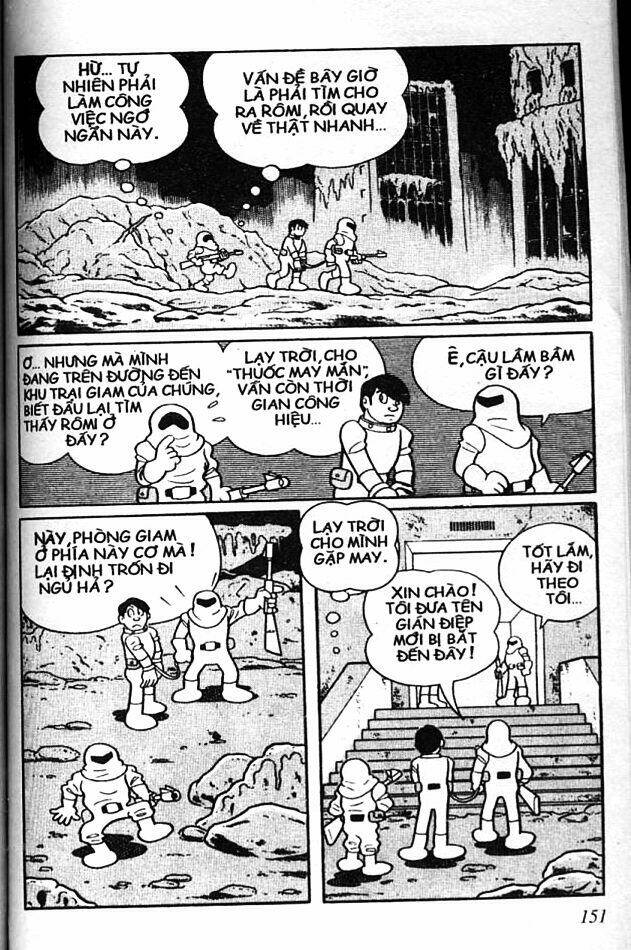 HỪ... TỰ
NHIÊN PHẢI
LÀM CÔNG
VIỆC NGỚ
NGẨN NÀY.
VẤN ĐỀ BÂY GIỜ
LÀ PHẢI TÌM CHO
RA RÔMI, RỒI QUAY
VỀ THẬT NHANH...
Ơ... NHƯNG MÀ MÌNH
ĐANG TRÊN ĐƯỜNG ĐẾN
KHU TRẠI GIAM CỦA CHÚNG,
BIẾT ĐÂU LẠI TÌM
THẤY RÔMI Ở
ĐẤY?
LẠY TRỜI, CHO
"THUỐC MAY MẮN",
VẪN CÒN THỜI
GIAN CÔNG
HIỆU...
Ê, CẬU LẦM BẦM
GÌ ĐẤY?
NÀY, PHÒNG GIAM
Ở PHÍA NÀY CƠ MÀ!
LẠI ĐỊNH TRỐN ĐI
NGỦ HẢ?
LẠY TRỜI
CHO MÌNH
GẶP MAY.
XIN CHÀO!
TÔI ĐƯA TÊN
GIÁN ĐIỆP
MỚI BỊ BẮT
ĐẾN ĐÂY!
TỐT LẮM,
HÃY ĐI
THEO
TÔI...
151